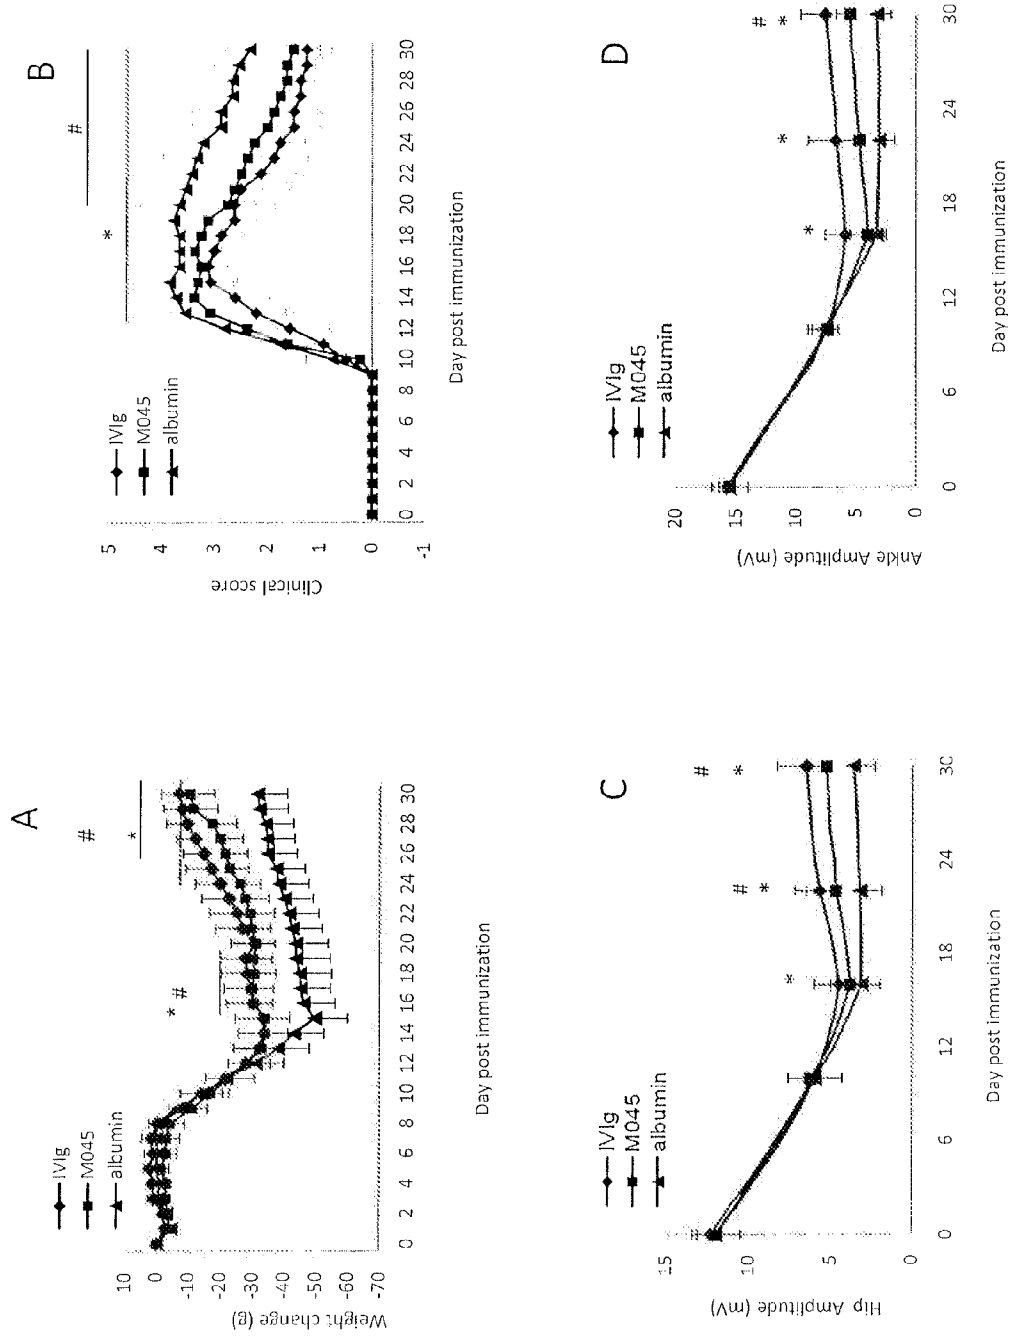 A
IVIg
M045
albumin
# *
* #
Weight change (g)
10
0
-10
-20
-30
-40
-50
-60
-70
0 2 4 6 8 10 12 14 16 18 20 22 24 26 28 30
Day post immunization
B
IVIg
M045
albumin
* #
Clinical score
5
4
3
2
1
0
-1
0 2 4 6 8 10 12 14 16 18 20 22 24 26 28 30
Day post immunization
C
IVIg
M045
albumin
* # * # *
Hip Amplitude (mV)
15
10
5
0
0 6 12 18 24 30
Day post immunization
D
IVIg
M045
albumin
* * # *
Ankle Amplitude (mV)
20
15
10
5
0
0 6 12 18 24 30
Day post immunization